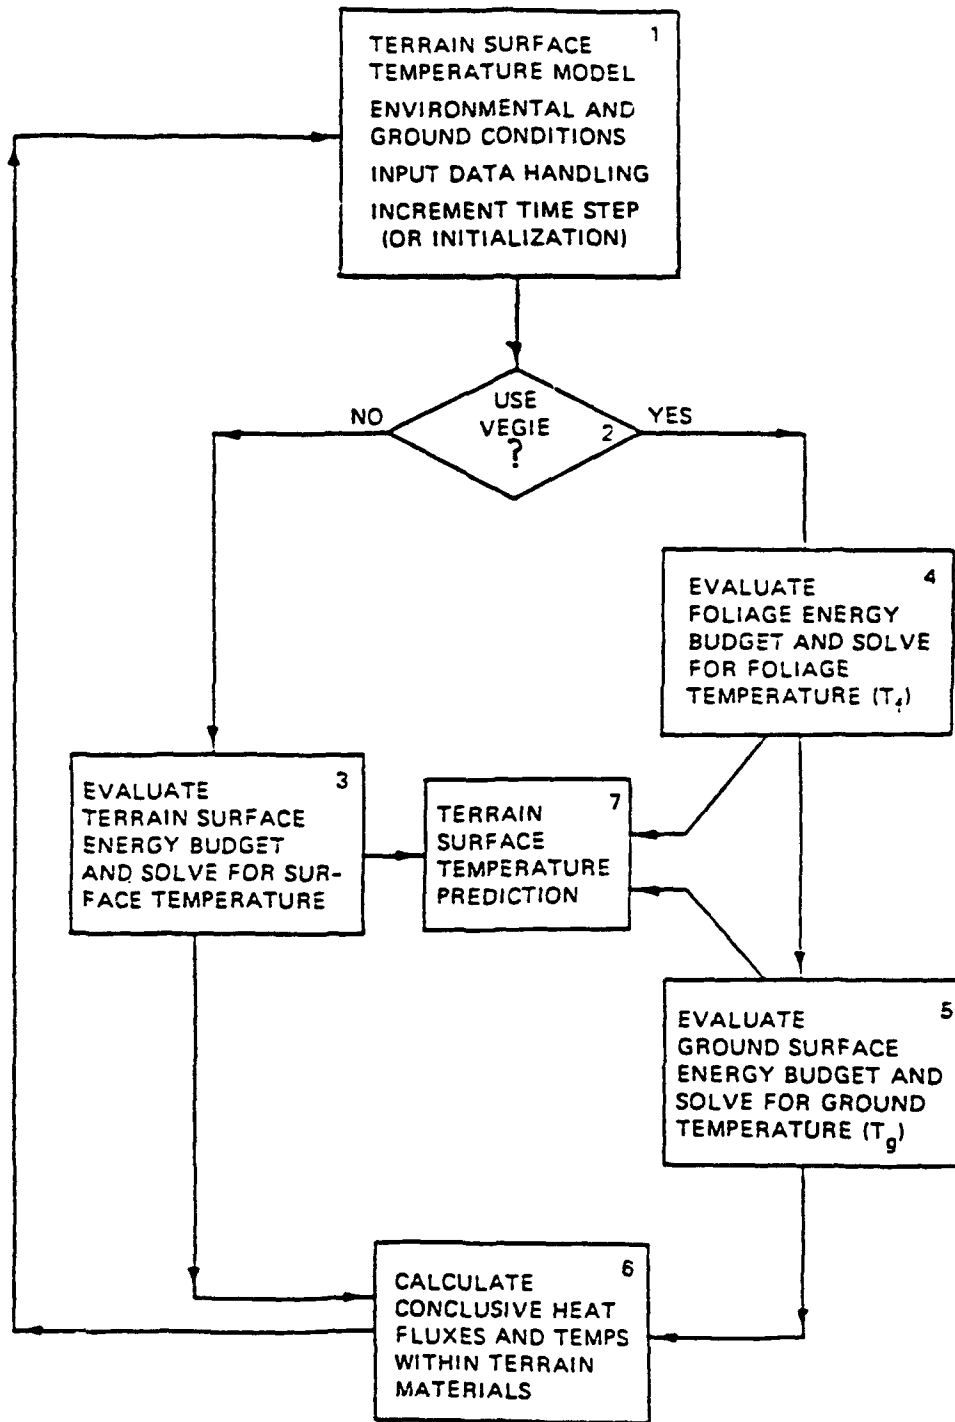 1
TERRAIN SURFACE
TEMPERATURE MODEL
ENVIRONMENTAL AND
GROUND CONDITIONS
INPUT DATA HANDLING
INCREMENT TIME STEP
(OR INITIALIZATION)
USE
VEGIE
?
2
NO
YES
4
EVALUATE
FOLIAGE ENERGY
BUDGET AND SOLVE
FOR FOLIAGE
TEMPERATURE (T_f)
3
EVALUATE
TERRAIN SURFACE
ENERGY BUDGET
AND SOLVE FOR SUR-
FACE TEMPERATURE
7
TERRAIN
SURFACE
TEMPERATURE
PREDICTION
5
EVALUATE
GROUND SURFACE
ENERGY BUDGET AND
SOLVE FOR GROUND
TEMPERATURE (T_g)
6
CALCULATE
CONCLUSIVE HEAT
FLUXES AND TEMPS
WITHIN TERRAIN
MATERIALS